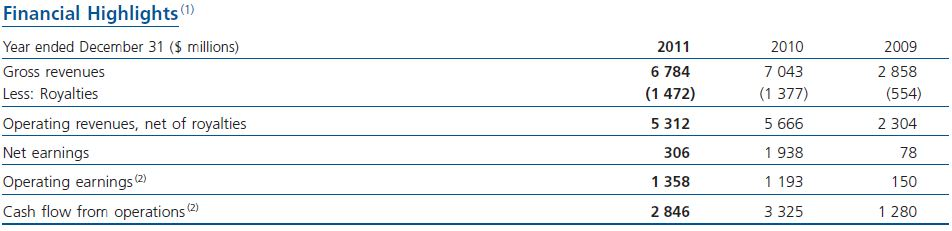 Financial Highlights (1)
Year ended December 31 ($ millions) 2011 2010 2009
Gross revenues 6 784 7 043 2 858
Less: Royalties (1 472) (1 377) (554)
Operating revenues, net of royalties 5 312 5 666 2 304
Net earnings 306 1 938 78
Operating earnings (2) 1 358 1 193 150
Cash flow from operations (2) 2 846 3 325 1 280